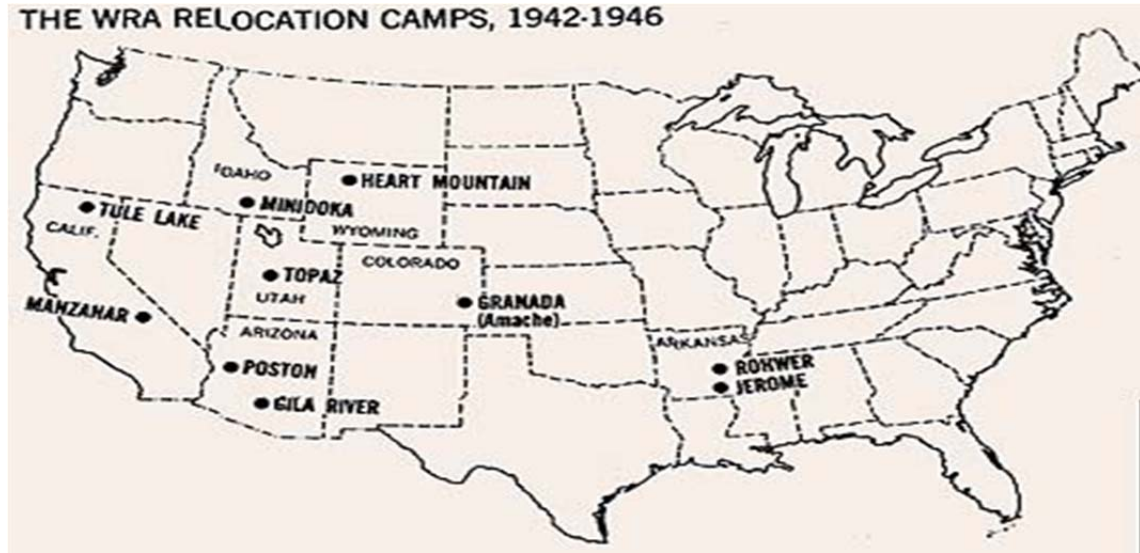 THE WRA RELOCATION CAMPS, 1942-1946
IDAHO
HEART MOUNTAIN
MINIDOKA
TULE LAKE
CALIF.
WYOMING
COLORADO
TOPAZ
UTAH
GRANADA
(Amache)
MANZANAR
ARIZONA
ARKANSAS
POSTON
ROHWER
JEROME
GILA RIVER